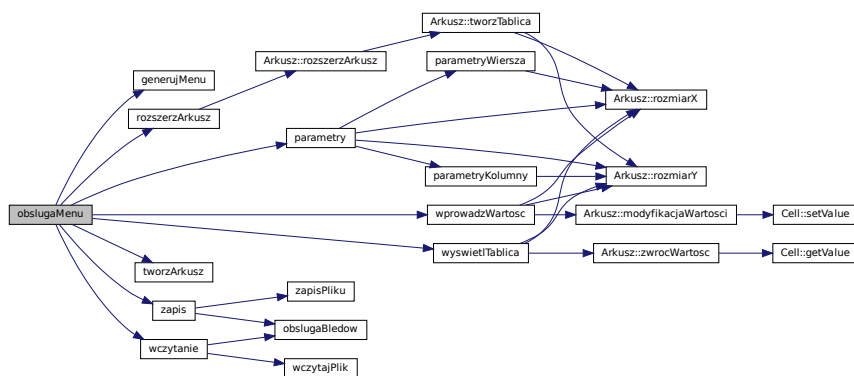 Arkusz::tworzTablica
Arkusz::rozszerzArkusz
parametryWiersza
generujMenu
Arkusz::rozmiarX
rozszerzArkusz
parametry
parametryKolumny
Arkusz::rozmiarY
obslugaMenu
wprowadzWartosc
Arkusz::modyfikacjaWartosci
Cell::setValue
wyswietlTablica
Arkusz::zwrocWartosc
Cell::getValue
tworzArkusz
zapisPliku
zapis
obslugaBledow
wczytanie
wczytajPlik